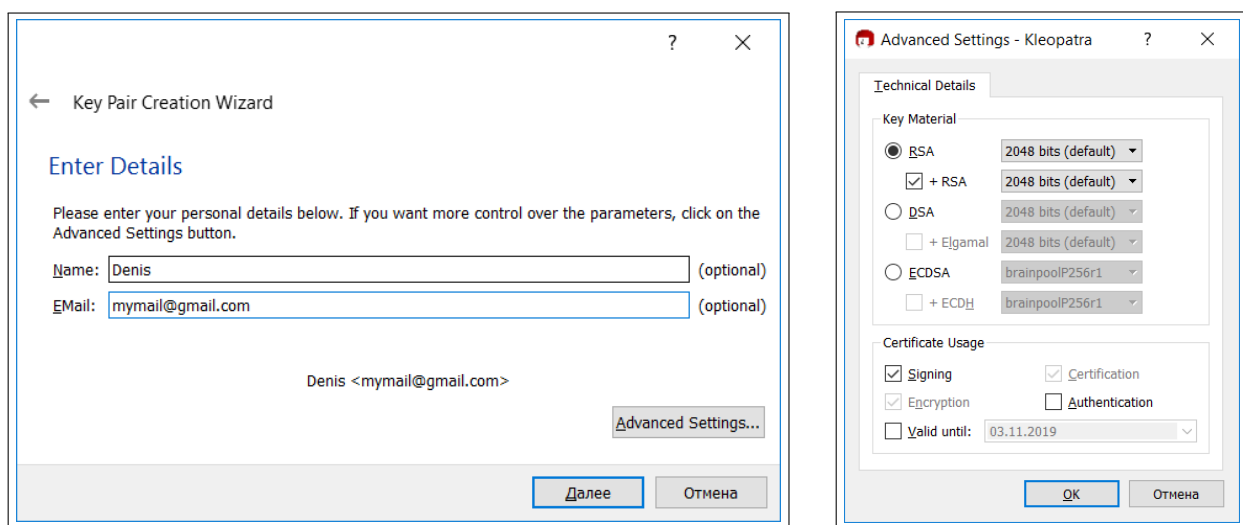 ?
Key Pair Creation Wizard
Enter Details
Please enter your personal details below. If you want more control over the parameters, click on the
Advanced Settings button.
Name: Denis (optional)
EMail: mymail@gmail.com (optional)
Denis <mymail@gmail.com>
Advanced Settings...
Далее Отмена
Advanced Settings - Kleopatra ?
Technical Details
Key Material
RSA 2048 bits (default)
+ RSA 2048 bits (default)
DSA 2048 bits (default)
+ Elgamal 2048 bits (default)
ECDSA brainpoolP256r1
+ ECDH brainpoolP256r1
Certificate Usage
Signing Certification
Encryption Authentication
Valid until: 03.11.2019
OK Отмена